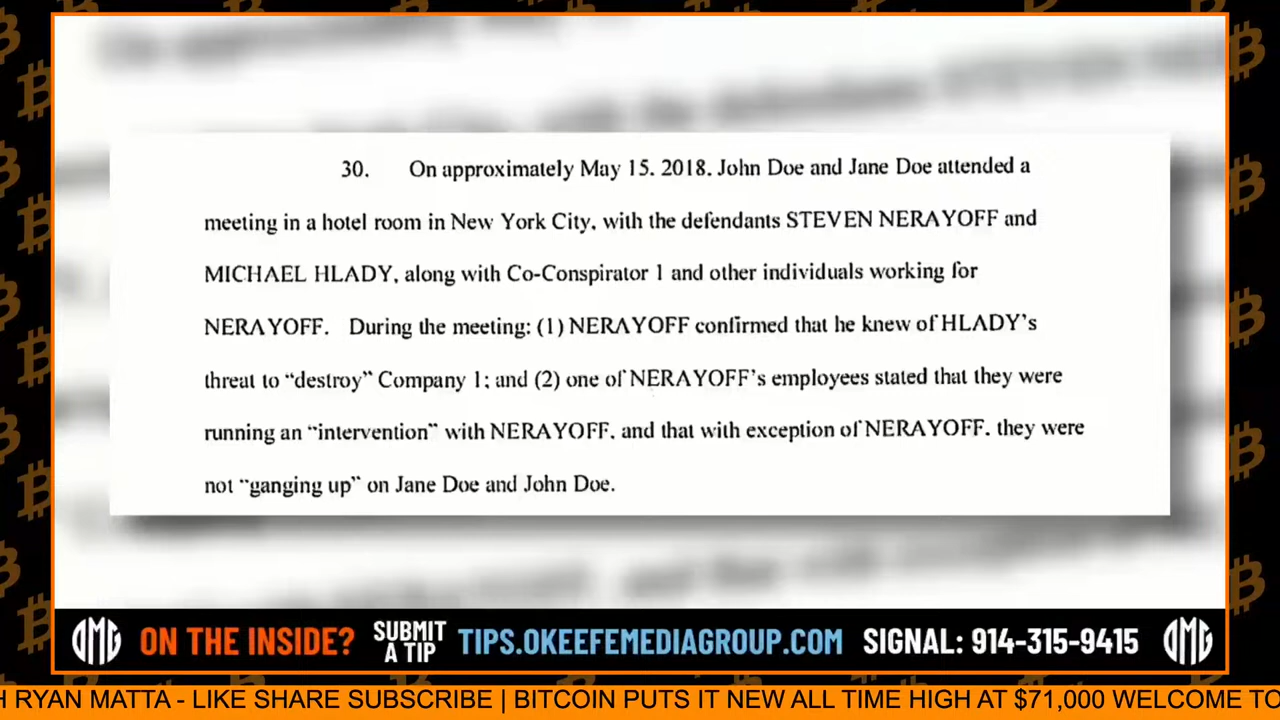 30. On approximately May 15. 2018. John Doe and Jane Doe attended a
meeting in a hotel room in New York City, with the defendants STEVEN NERAYOFF and
MICHAEL HLADY, along with Co-Conspirator 1 and other individuals working for
NERAYOFF. During the meeting: (1) NERAYOFF confirmed that he knew of HLADY's
threat to "destroy" Company 1; and (2) one of NERAYOFF's employees stated that they were
running an "intervention" with NERAYOFF. and that with exception of NERAYOFF. they were
not "ganging up" on Jane Doe and John Doe.
OMG ON THE INSIDE? SUBMIT A TIP TIPS.OKEEFEMEDIAGROUP.COM SIGNAL: 914-315-9415 OMG
H RYAN MATTA - LIKE SHARE SUBSCRIBE | BITCOIN PUTS IT NEW ALL TIME HIGH AT $71,000 WELCOME TO